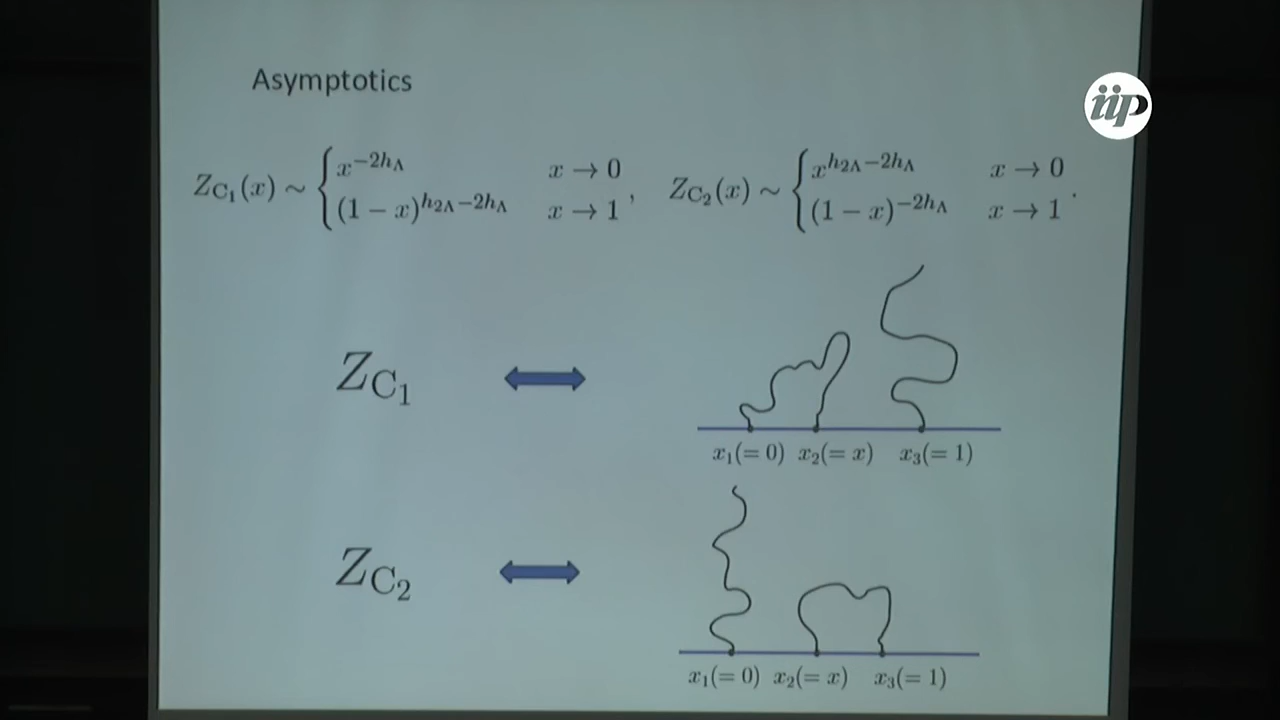 Asymptotics
iip
Z_{C_1}(x) ~ { x^{-2h_Λ}    x → 0
(1 − x)^{h_{2Λ}−2h_Λ}    x → 1 ,
Z_{C_2}(x) ~ { x^{h_{2Λ}−2h_Λ}    x → 0
(1 − x)^{−2h_Λ}    x → 1 .
Z_{C_1}
x_1(= 0) x_2(= x) x_3(= 1)
Z_{C_2}
x_1(= 0) x_2(= x) x_3(= 1)